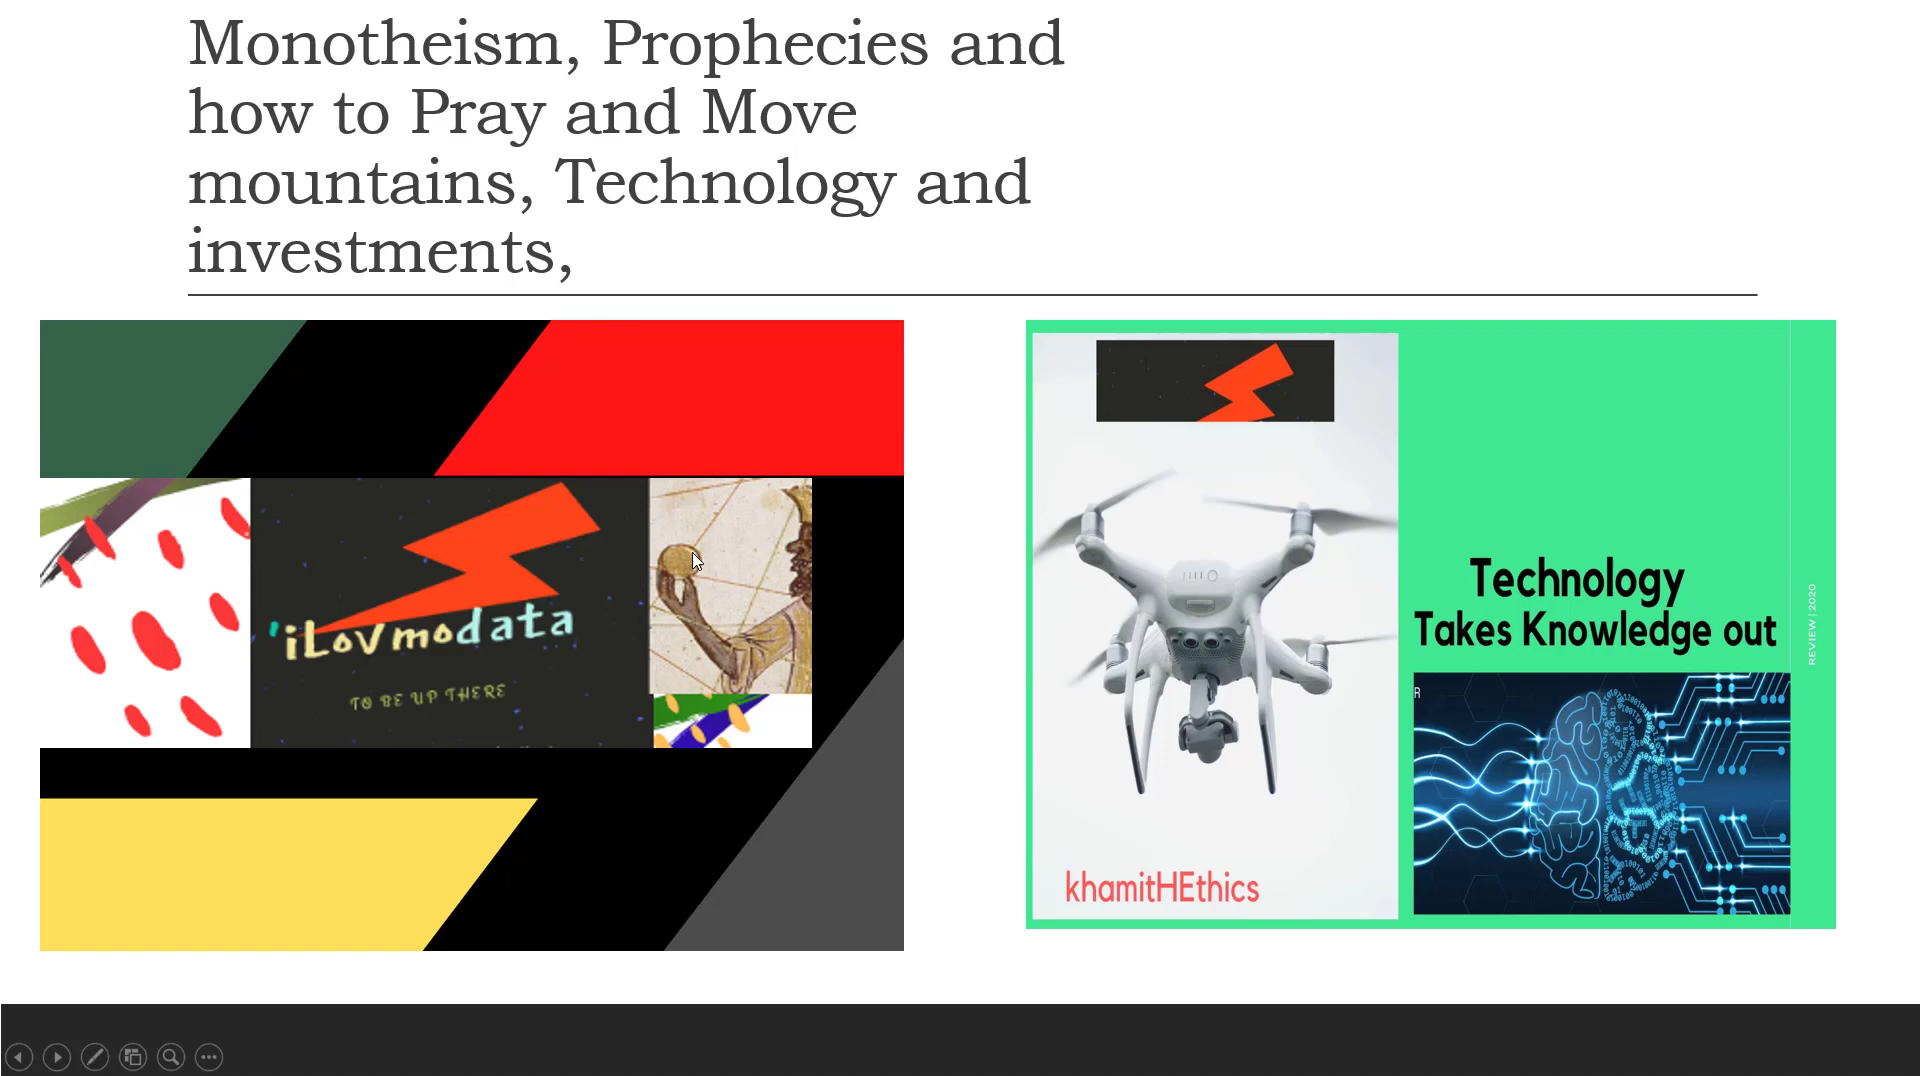 Monotheism, Prophecies and
how to Pray and Move
mountains, Technology and
investments,
'iLovmodata
TO BE UP THERE
Technology
Takes Knowledge out
REVIEW | 2020
R
khamitHEthics